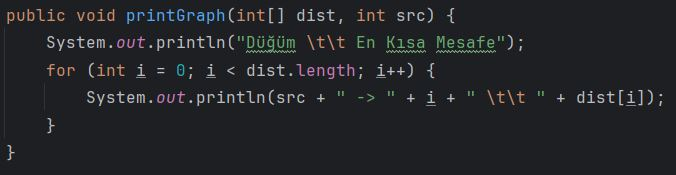 public void printGraph(int[] dist, int src) {
    System.out.println("Düğüm \t\t En Kısa Mesafe");
    for (int i = 0; i < dist.length; i++) {
        System.out.println(src + " -> " + i + " \t\t " + dist[i]);
    }
}